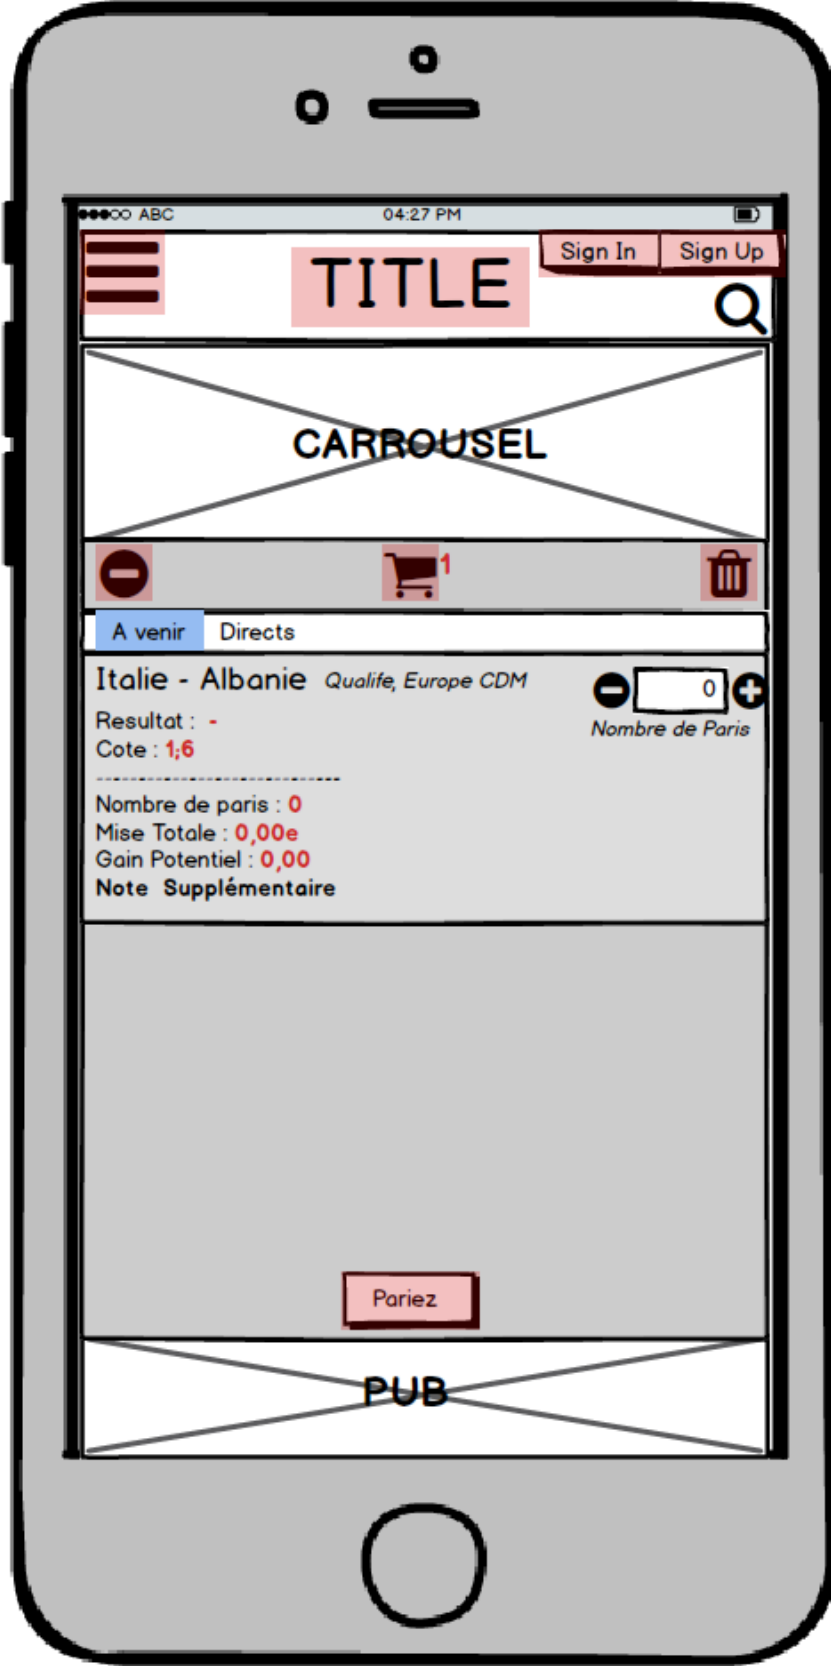 ABC 04:27 PM
Sign In Sign Up
TITLE
CARROUSEL
1
A venir Directs
Italie - Albanie Qualife, Europe CDM 0
Resultat : - Nombre de Paris
Cote : 1;6
----------------------------
Nombre de paris : 0
Mise Totale : 0,00e
Gain Potentiel : 0,00
Note Supplémentaire
Pariez
PUB